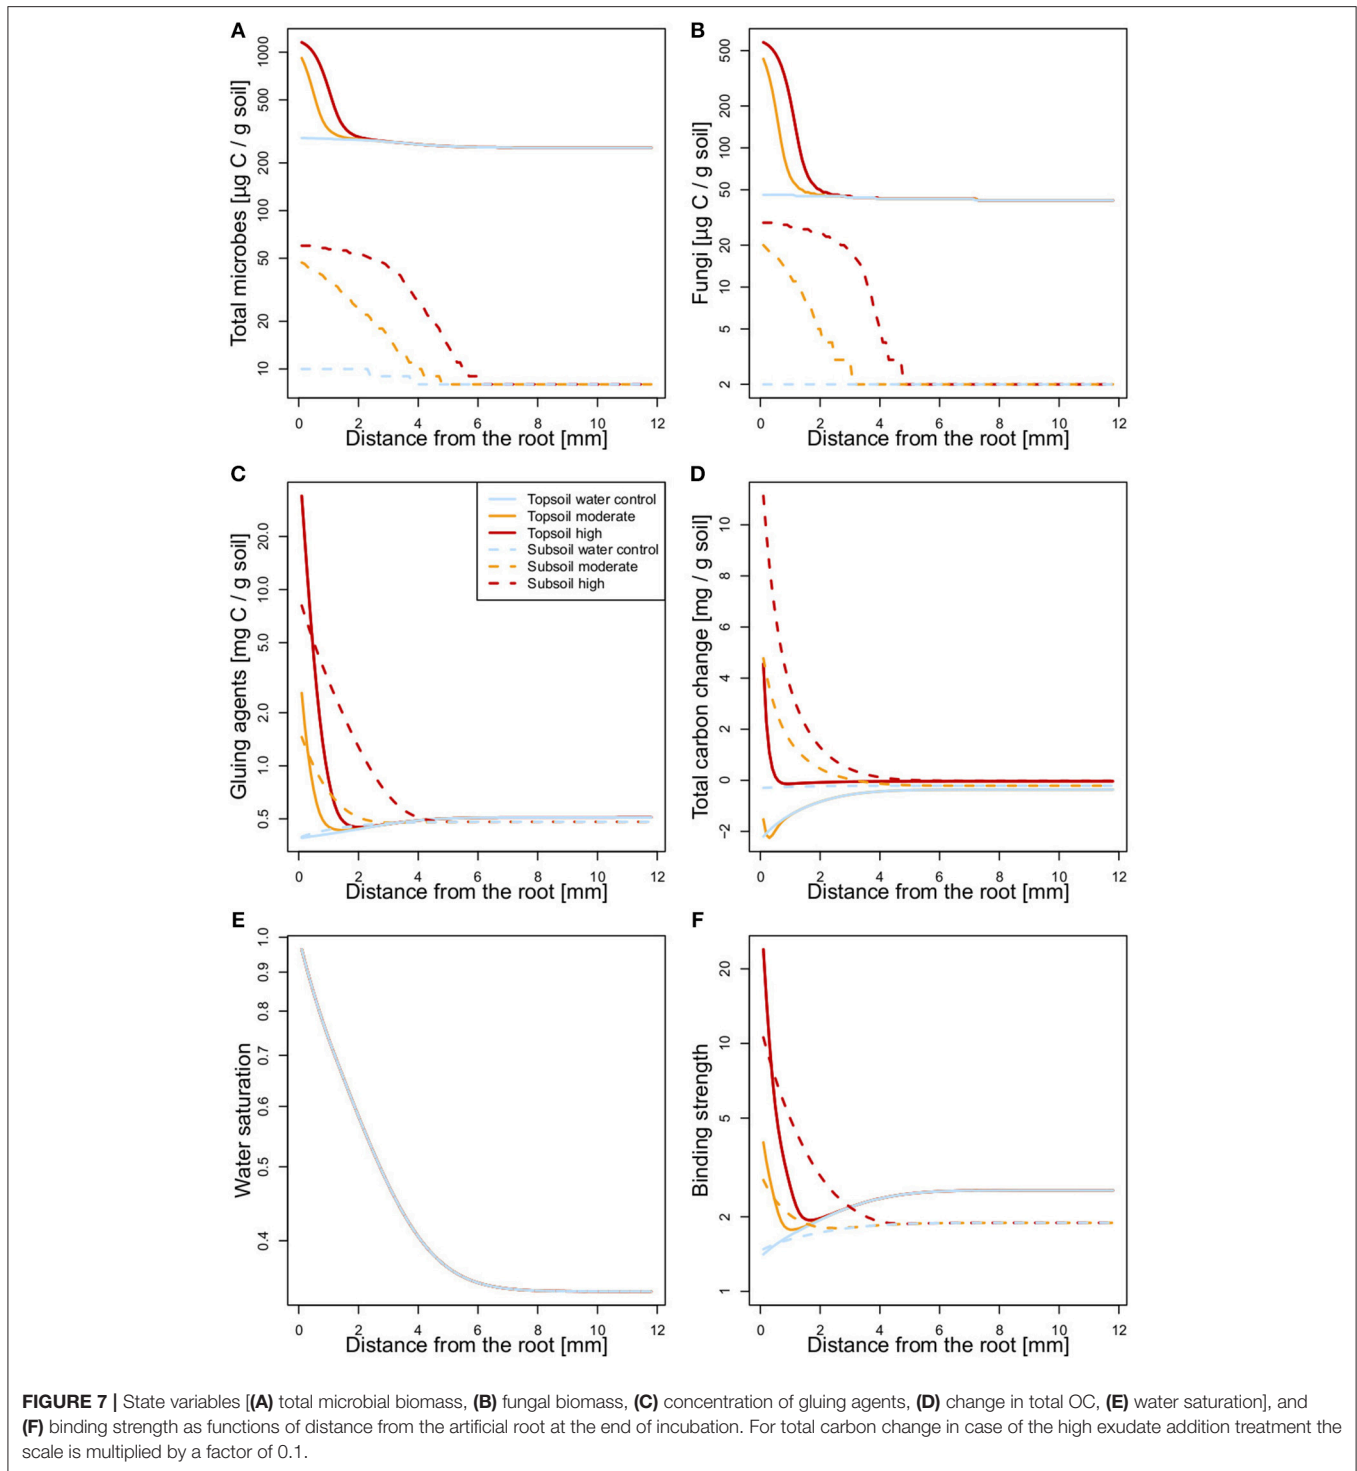 A
Total microbes [µg C / g soil]
1000
500
200
100
50
20
10
0 2 4 6 8 10 12
Distance from the root [mm]
B
Fungi [µg C / g soil]
500
200
100
50
20
10
5
2
0 2 4 6 8 10 12
Distance from the root [mm]
C
Gluing agents [mg C / g soil]
20.0
10.0
5.0
2.0
1.0
0.5
Topsoil water control
Topsoil moderate
Topsoil high
Subsoil water control
Subsoil moderate
Subsoil high
0 2 4 6 8 10 12
Distance from the root [mm]
D
Total carbon change [mg / g soil]
10
8
6
4
2
0
−2
0 2 4 6 8 10 12
Distance from the root [mm]
E
Water saturation
1.0
0.9
0.8
0.7
0.6
0.5
0.4
0 2 4 6 8 10 12
Distance from the root [mm]
F
Binding strength
20
10
5
2
1
0 2 4 6 8 10 12
Distance from the root [mm]
FIGURE 7 | State variables [(A) total microbial biomass, (B) fungal biomass, (C) concentration of gluing agents, (D) change in total OC, (E) water saturation], and
(F) binding strength as functions of distance from the artificial root at the end of incubation. For total carbon change in case of the high exudate addition treatment the
scale is multiplied by a factor of 0.1.